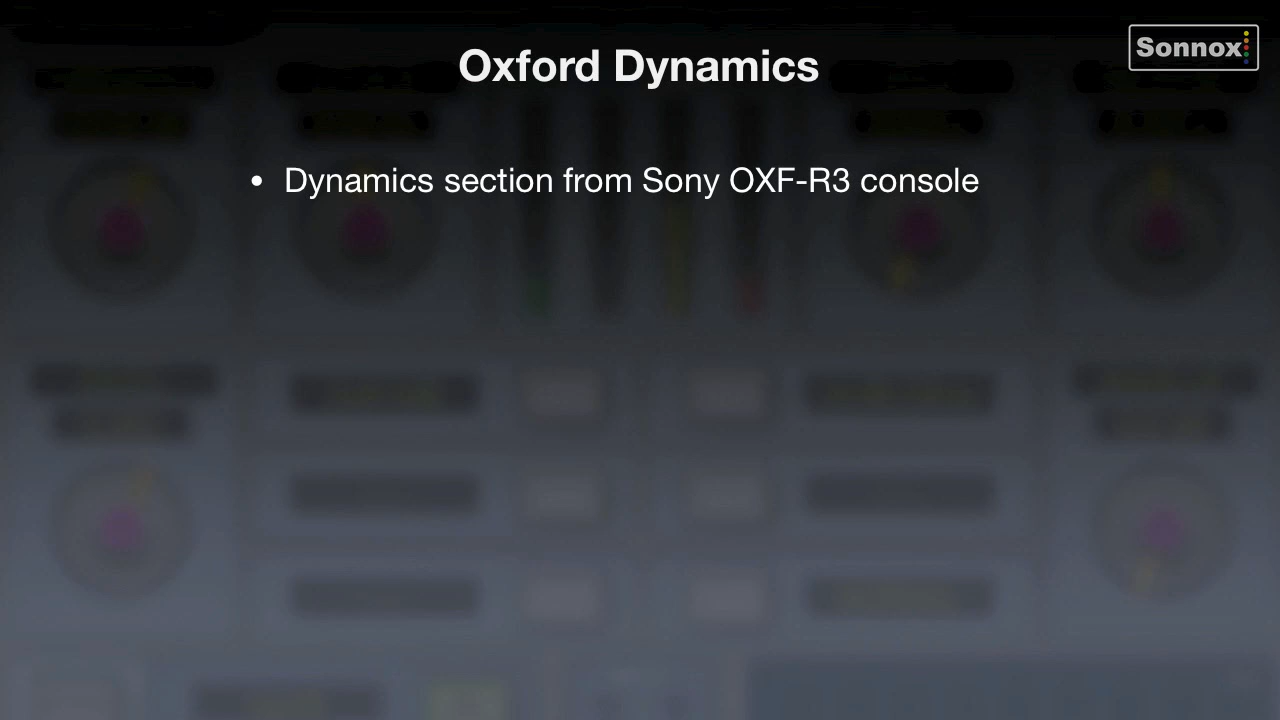 Sonnox
Oxford Dynamics
• Dynamics section from Sony OXF-R3 console